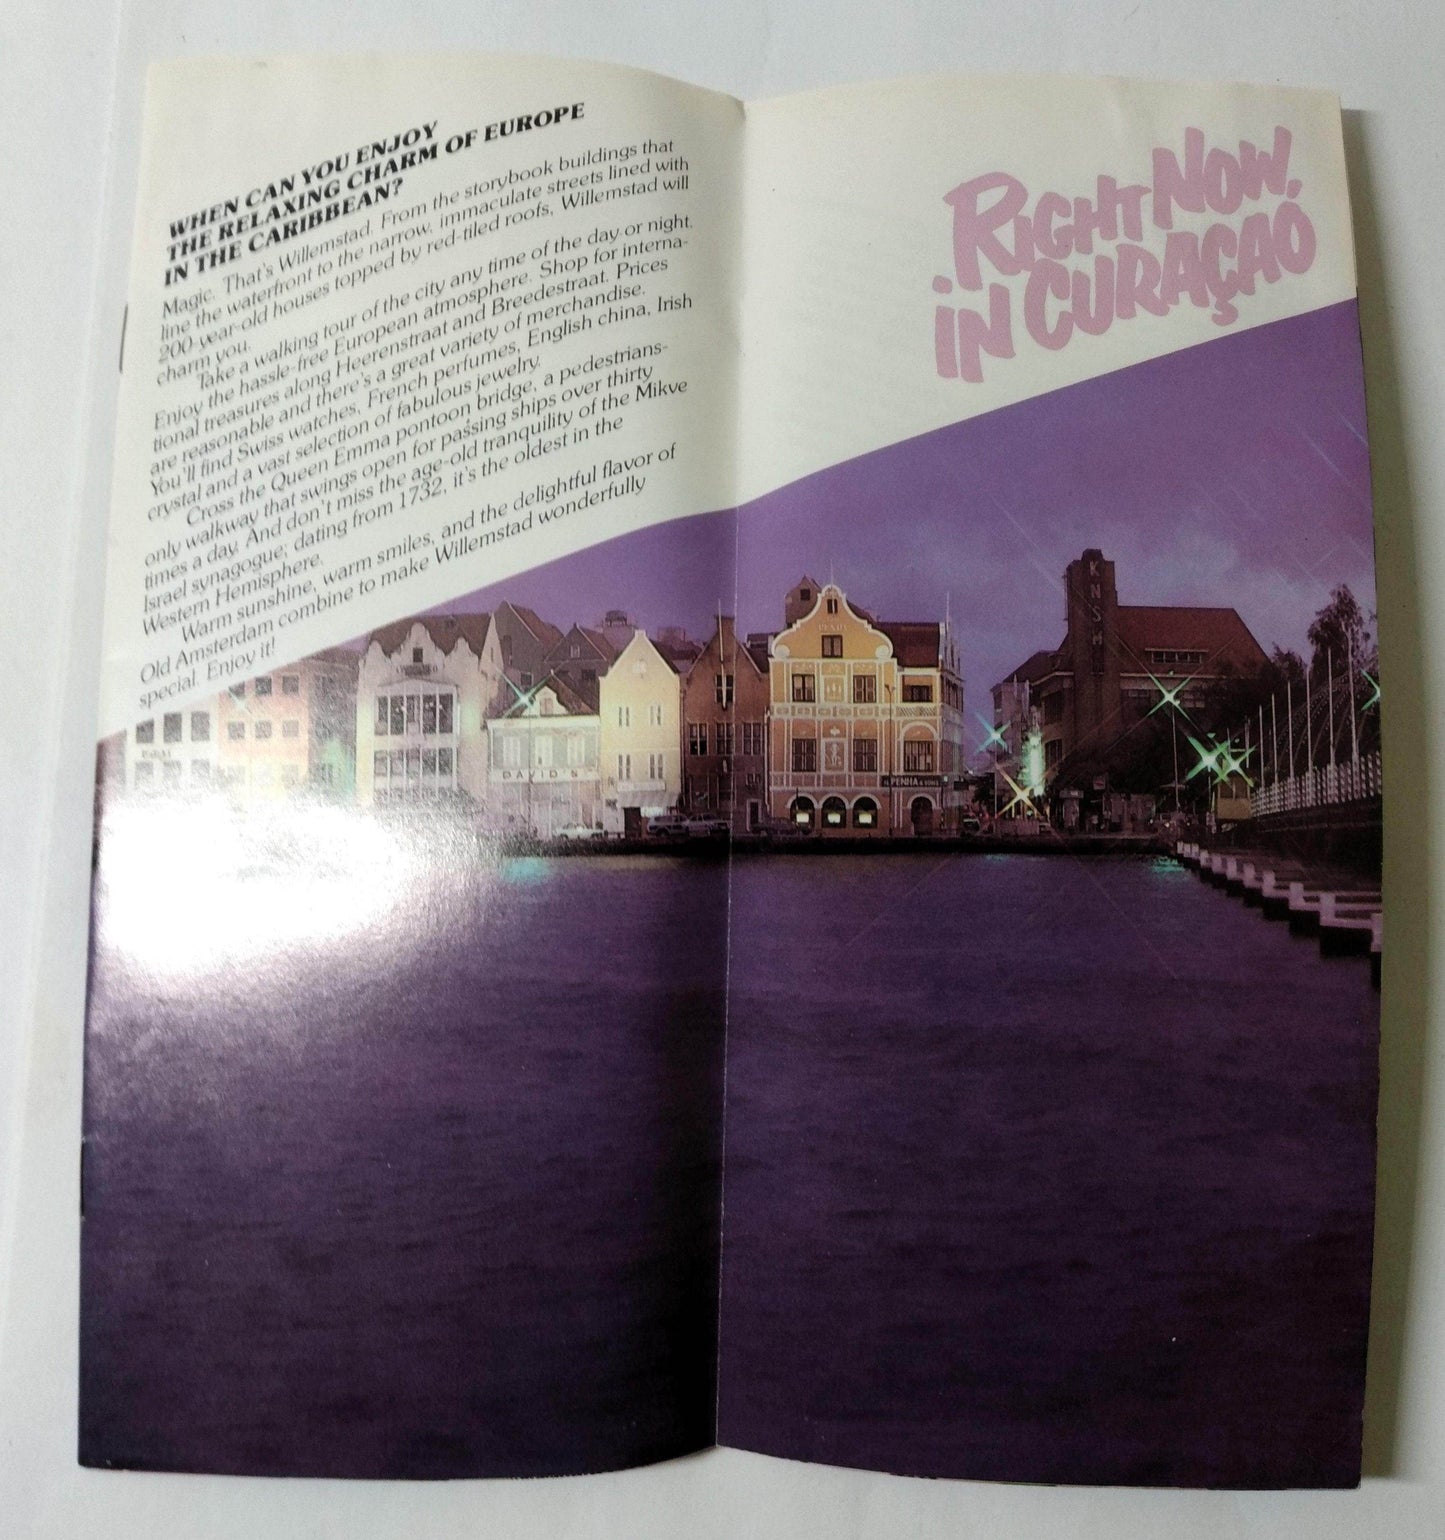 WHEN CAN YOU ENJOY
THE RELAXING CHARM OF EUROPE
IN THE CARIBBEAN?
Magic. That's Willemstad. From the storybook buildings that
line the waterfront to the narrow, immaculate streets lined with
200-year-old houses topped by red-tiled roofs, Willemstad will
charm you.
Take a walking tour of the city any time of the day or night.
Enjoy the hassle-free European atmosphere. Shop for interna-
tional treasures along Heerenstraat and Breedestraat. Prices
are reasonable and there's a great variety of merchandise.
You'll find Swiss watches, French perfumes, English china, Irish
crystal and a vast selection of fabulous jewelry.
Cross the Queen Emma pontoon bridge, a pedestrians-
only walkway that swings open for passing ships over thirty
times a day. And don't miss the age-old tranquility of the Mikve
Israel synagogue; dating from 1732, it's the oldest in the
Western Hemisphere.
Warm sunshine, warm smiles, and the delightful flavor of
Old Amsterdam combine to make Willemstad wonderfully
special. Enjoy it!
RIGHT NOW,
IN CURAÇAO
KNSM
PENHA
DAVID'S
PENHA &